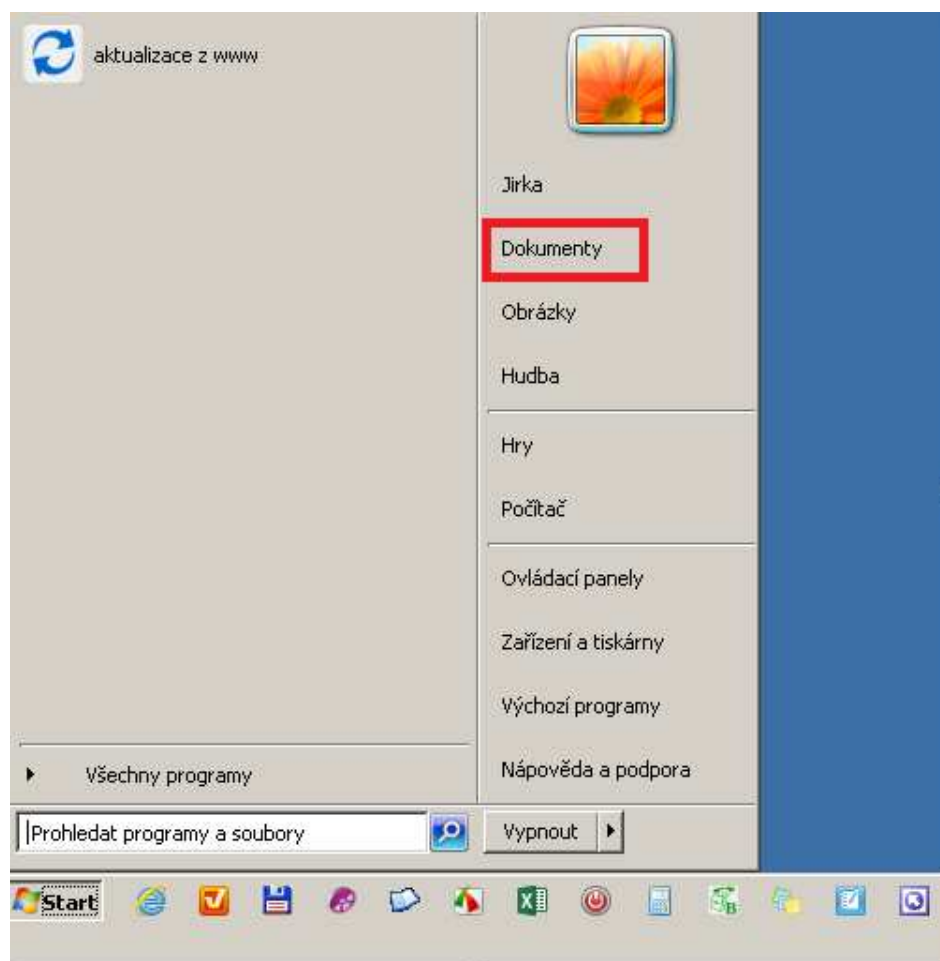 aktualizace z www
Jirka
Dokumenty
Obrázky
Hudba
Hry
Počítač
Ovládací panely
Zařízení a tiskárny
Výchozí programy
Nápověda a podpora
Všechny programy
Prohledat programy a soubory
Vypnout
Start